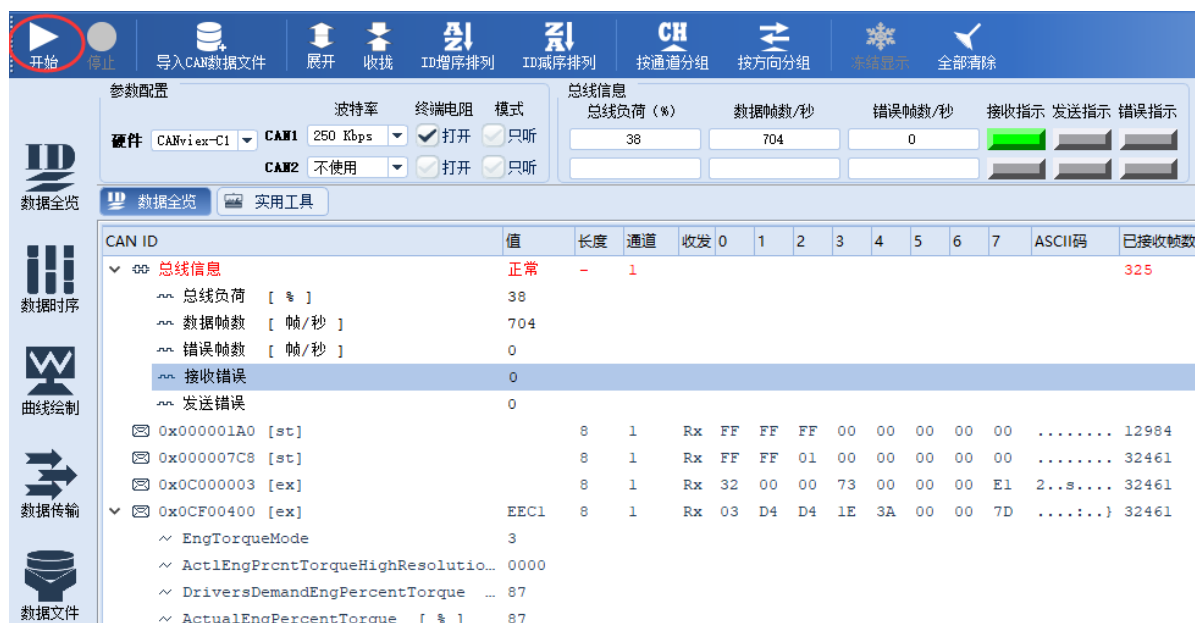 开始 停止 导入CAN数据文件 展开 收拢 ID增序排列 ID减序排列 CH 按通道分组 按方向分组 冻结显示 全部清除
参数配置 总线信息
波特率 终端电阻 模式 总线负荷 (%) 数据帧数/秒 错误帧数/秒 接收指示 发送指示 错误指示
硬件 CANviex-C1 CAN1 250 Kbps 打开 只听 38 704 0
CAN2 不使用 打开 只听
ID 数据全览
数据时序
曲线绘制
数据传输
数据文件
数据全览 实用工具
CAN ID 值 长度 通道 收发 0 1 2 3 4 5 6 7 ASCII码 已接收帧数
总线信息 正常 - 1 325
总线负荷 [ % ] 38
数据帧数 [ 帧/秒 ] 704
错误帧数 [ 帧/秒 ] 0
接收错误 0
发送错误 0
0x000001A0 [st] 8 1 Rx FF FF FF 00 00 00 00 00 ........ 12984
0x000007C8 [st] 8 1 Rx FF FF 01 00 00 00 00 00 ........ 32461
0x0C000003 [ex] 8 1 Rx 32 00 00 73 00 00 00 E1 2..s.... 32461
0x0CF00400 [ex] EEC1 8 1 Rx 03 D4 D4 1E 3A 00 00 7D ....:..} 32461
EngTorqueMode 3
ActlEngPrcntTorqueHighResolutio... 0000
DriversDemandEngPercentTorque ... 87
ActualEngPercentTorque [ % ] 87